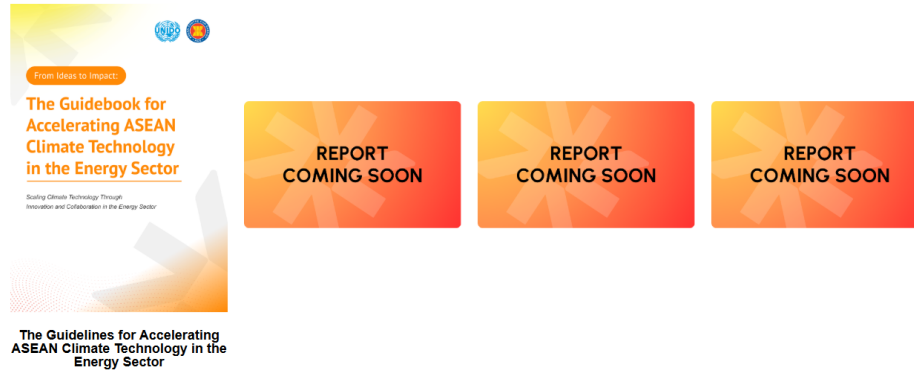 UNIDO
From Ideas to Impact:
The Guidebook for
Accelerating ASEAN
Climate Technology
in the Energy Sector
Scaling Climate Technology Through
Innovation and Collaboration in the Energy Sector
REPORT
COMING SOON
REPORT
COMING SOON
REPORT
COMING SOON
The Guidelines for Accelerating
ASEAN Climate Technology in the
Energy Sector